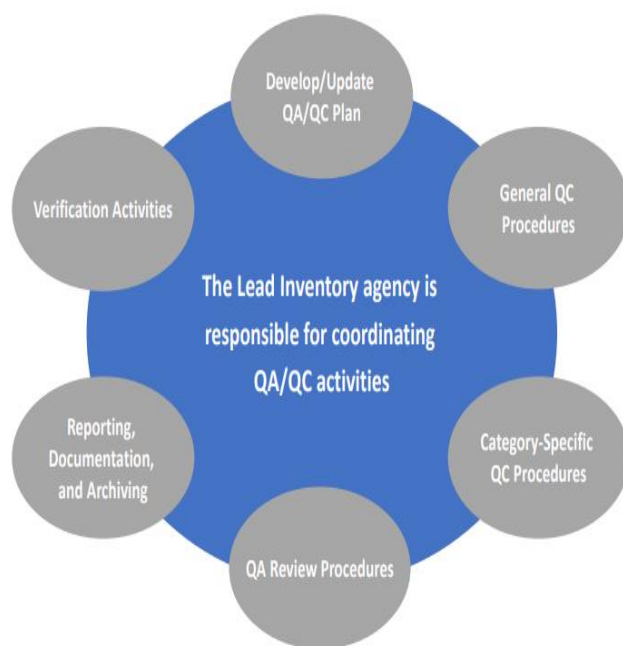 Develop/Update
QA/QC Plan
Verification Activities
General QC
Procedures
The Lead Inventory agency is
responsible for coordinating
QA/QC activities
Reporting,
Documentation,
and Archiving
Category-Specific
QC Procedures
QA Review Procedures